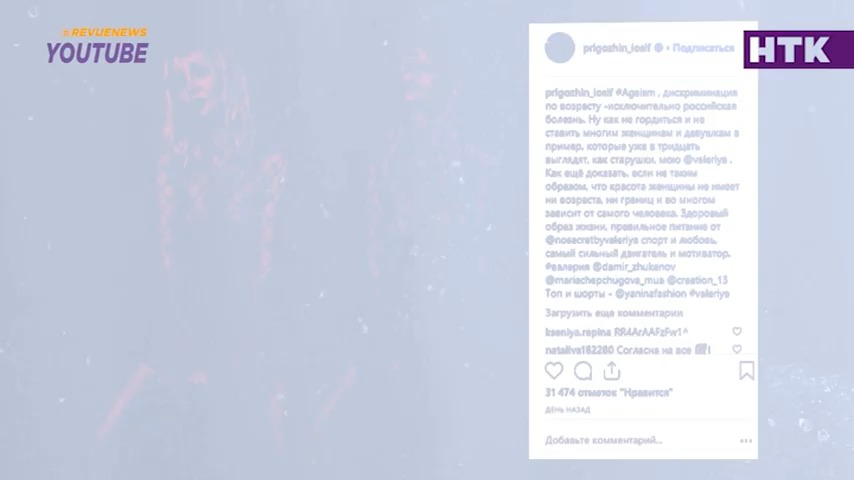 REVUENEWS
YOUTUBE
НТК
prigozhin_iosif • Подписаться
prigozhin_iosif #Ageism , дискриминация
по возрасту -исключительно российская
болезнь. Ну как не гордиться и не
ставить многим женщинам и девушкам в
пример, которые уже в тридцать
выглядят, как старушки, мою @valeriya .
Как ещё доказать, если не таким
образом, что красота женщины не имеет
ни возраста, ни границ и во многом
зависит от самого человека. Здоровый
образ жизни, правильное питание от
@nosecretbyvaleriya спорт и любовь,
самый сильный двигатель и мотиватор.
#валерия @damir_zhukenov
@mariachepchugova_mua @creation_13
Топ и шорты - @yaninafashion #valeriya
Загрузить еще комментарии
kseniya.repina RR4ArAAFzFw1^
Согласна на все !
31 474 отметок "Нравится"
ДЕНЬ НАЗАД
Добавьте комментарий...